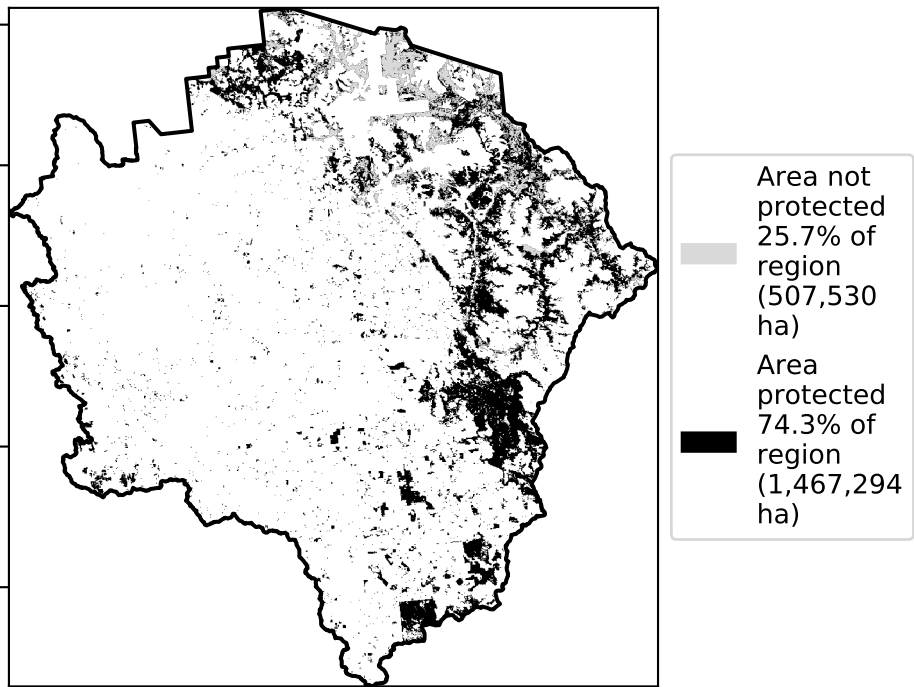 Area not
protected
25.7% of
region
(507,530
ha)
Area
protected
74.3% of
region
(1,467,294
ha)